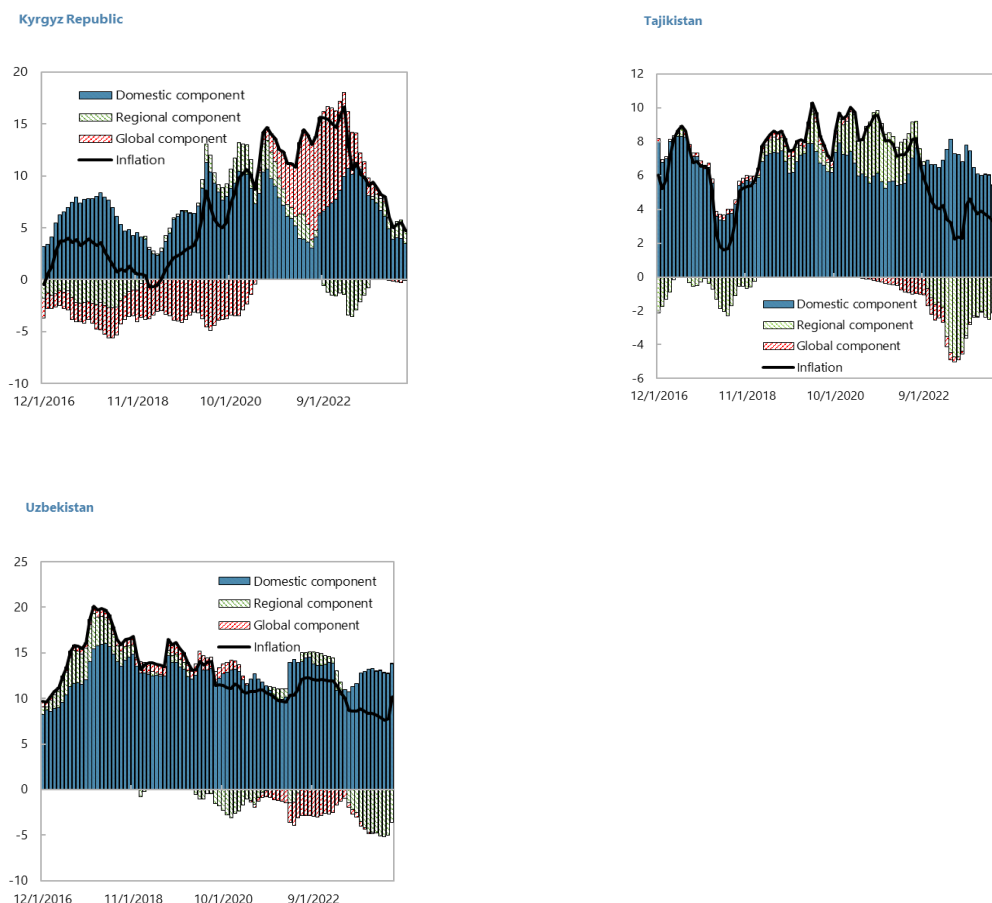 Kyrgyz Republic
20
15
10
5
0
-5
-10
Domestic component
Regional component
Global component
Inflation
12/1/2016 11/1/2018 10/1/2020 9/1/2022
Tajikistan
12
10
8
6
4
2
0
-2
-4
-6
Domestic component
Regional component
Global component
Inflation
12/1/2016 11/1/2018 10/1/2020 9/1/2022
Uzbekistan
25
20
15
10
5
0
-5
-10
Domestic component
Regional component
Global component
Inflation
12/1/2016 11/1/2018 10/1/2020 9/1/2022